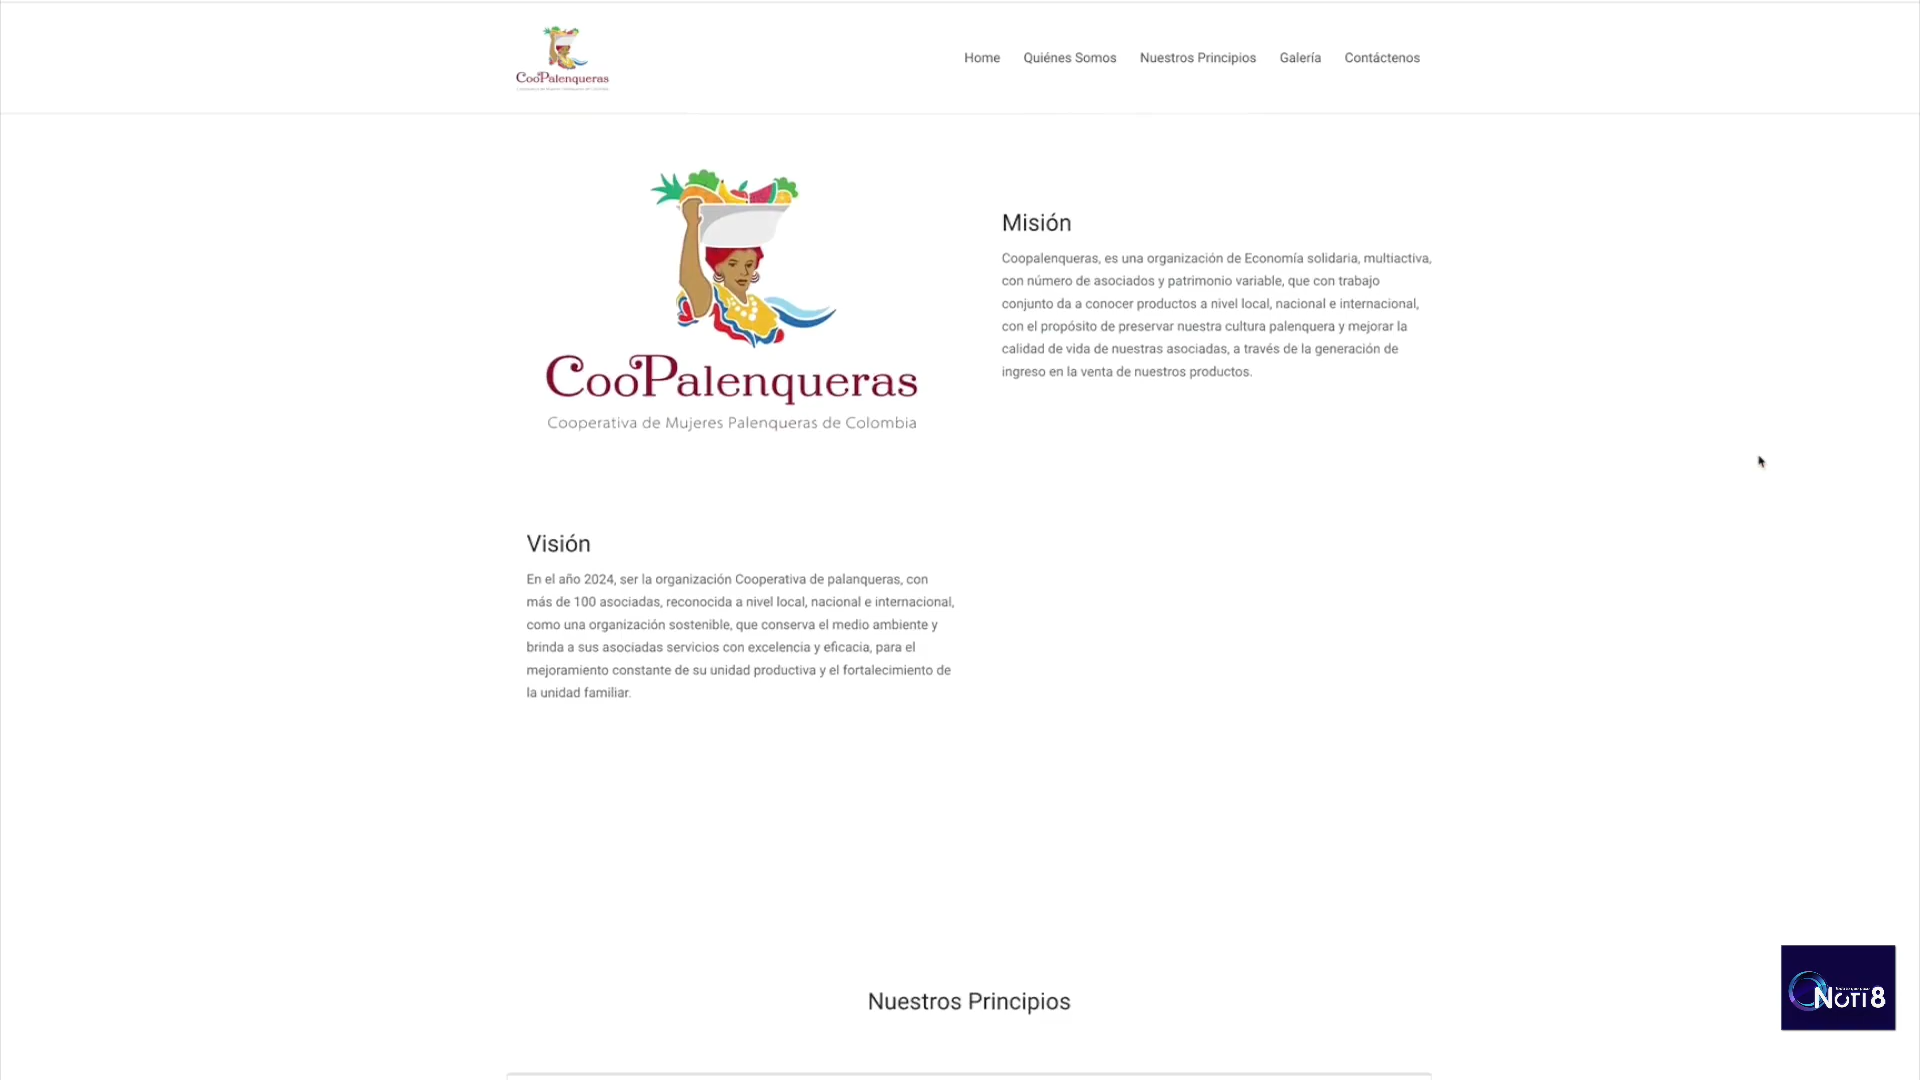 CooPalenqueras
Home Quiénes Somos Nuestros Principios Galería Contáctenos
CooPalenqueras
Cooperativa de Mujeres Palenqueras de Colombia
Misión
Coopalenqueras, es una organización de Economía solidaria, multiactiva,
con número de asociados y patrimonio variable, que con trabajo
conjunto da a conocer productos a nivel local, nacional e internacional,
con el propósito de preservar nuestra cultura palenquera y mejorar la
calidad de vida de nuestras asociadas, a través de la generación de
ingreso en la venta de nuestros productos.
Visión
En el año 2024, ser la organización Cooperativa de palanqueras, con
más de 100 asociadas, reconocida a nivel local, nacional e internacional,
como una organización sostenible, que conserva el medio ambiente y
brinda a sus asociadas servicios con excelencia y eficacia, para el
mejoramiento constante de su unidad productiva y el fortalecimiento de
la unidad familiar.
Nuestros Principios
NOTI8